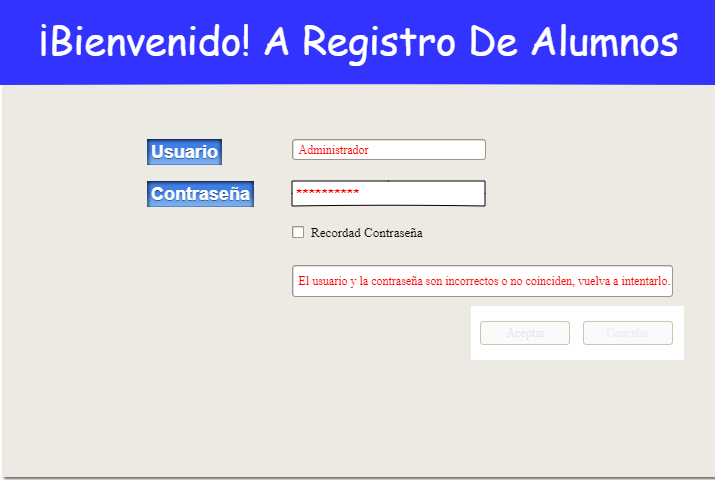 ¡Bienvenido! A Registro De Alumnos
Usuario
Administrador
Contraseña
**********
Recordad Contraseña
El usuario y la contraseña son incorrectos o no coinciden, vuelva a intentarlo.
Aceptar
Cancelar